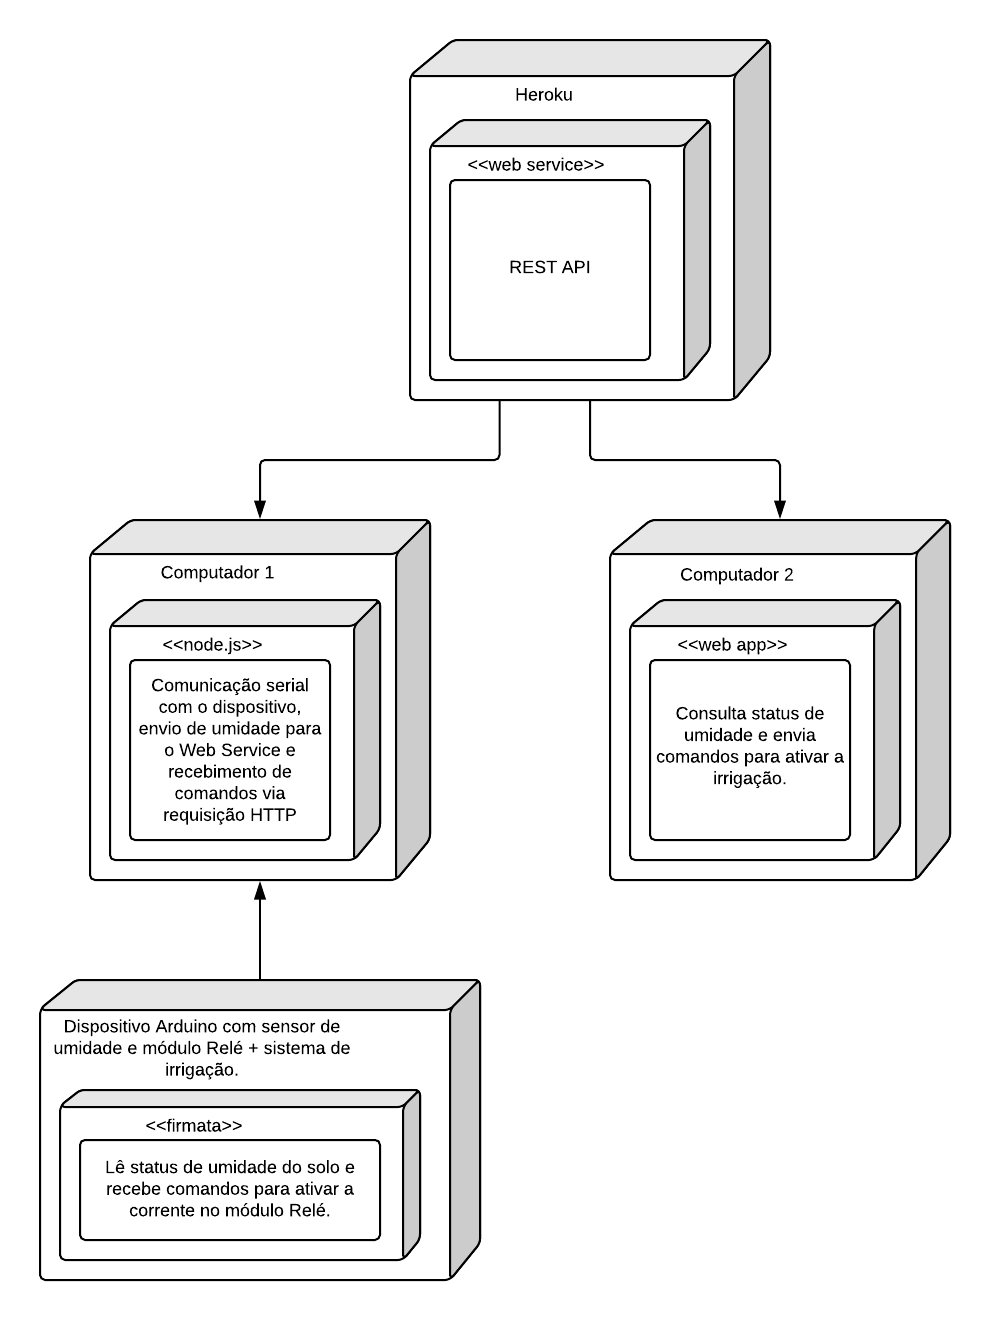 Heroku
<<web service>>
REST API
Computador 1
<<node.js>>
Comunicação serial
com o dispositivo,
envio de umidade para
o Web Service e
recebimento de
comandos via
requisição HTTP
Computador 2
<<web app>>
Consulta status de
umidade e envia
comandos para ativar a
irrigação.
Dispositivo Arduino com sensor de
umidade e módulo Relé + sistema de
irrigação.
<<firmata>>
Lê status de umidade do solo e
recebe comandos para ativar a
corrente no módulo Relé.